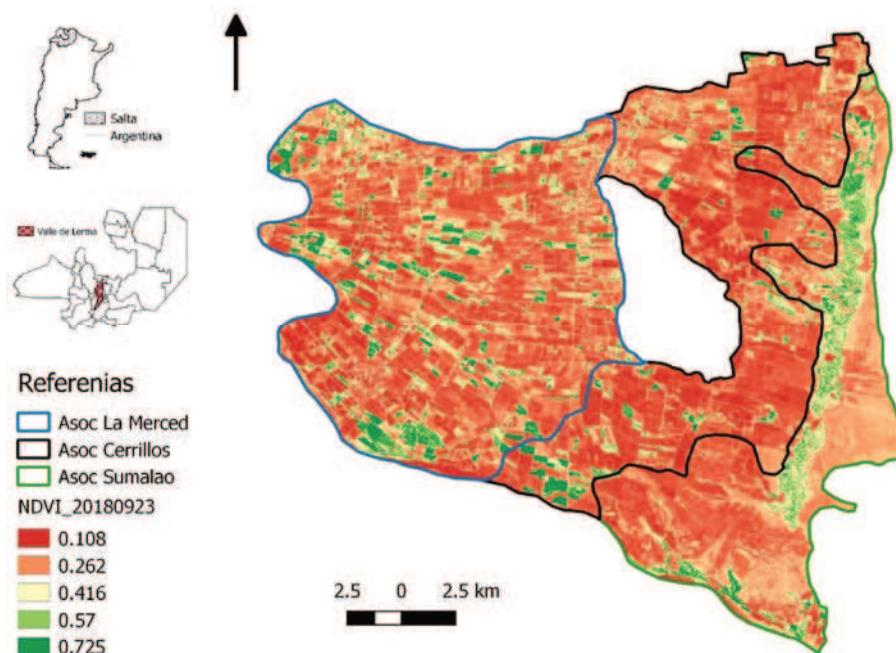 Salta
Argentina
Valle de Lerma
Referenias
Asoc La Merced
Asoc Cerrillos
Asoc Sumalao
NDVI_20180923
0.108
0.262
0.416
0.57
0.725
2.5 0 2.5 km